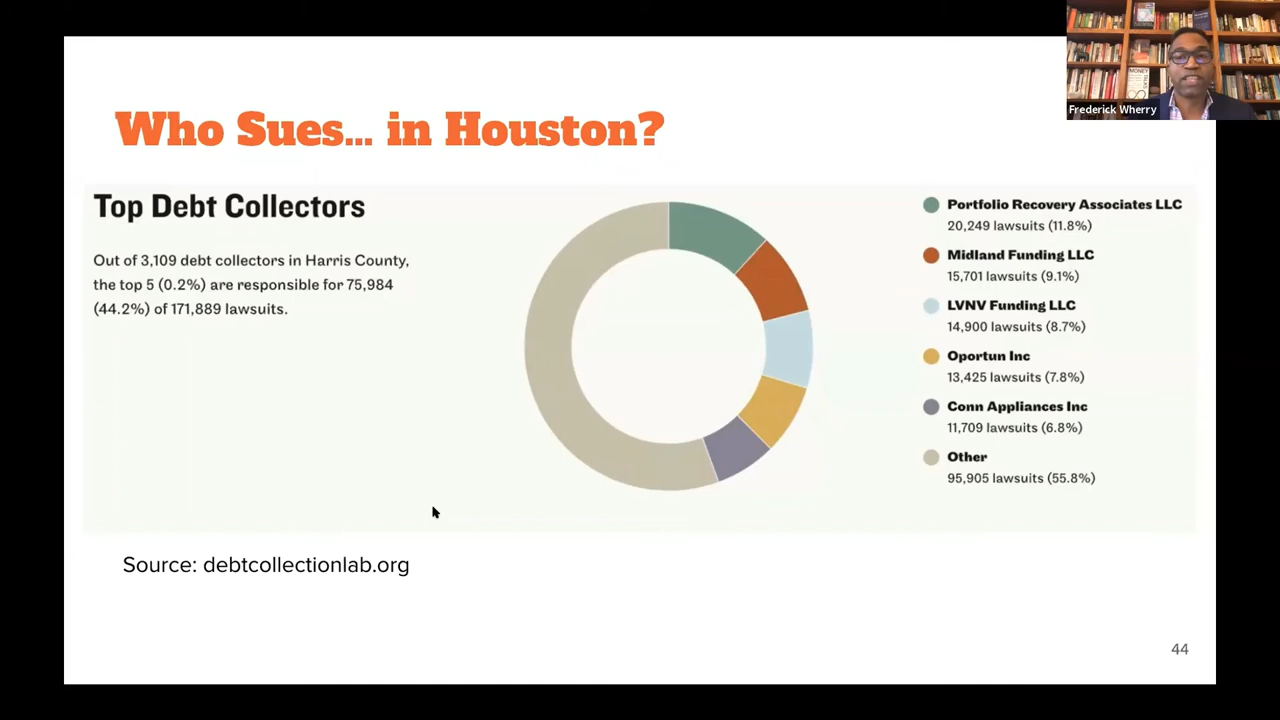 Frederick Wherry
Who Sues... in Houston?
Top Debt Collectors
Out of 3,109 debt collectors in Harris County,
the top 5 (0.2%) are responsible for 75,984
(44.2%) of 171,889 lawsuits.
Portfolio Recovery Associates LLC
20,249 lawsuits (11.8%)
Midland Funding LLC
15,701 lawsuits (9.1%)
LVNV Funding LLC
14,900 lawsuits (8.7%)
Oportun Inc
13,425 lawsuits (7.8%)
Conn Appliances Inc
11,709 lawsuits (6.8%)
Other
95,905 lawsuits (55.8%)
Source: debtcollectionlab.org
44